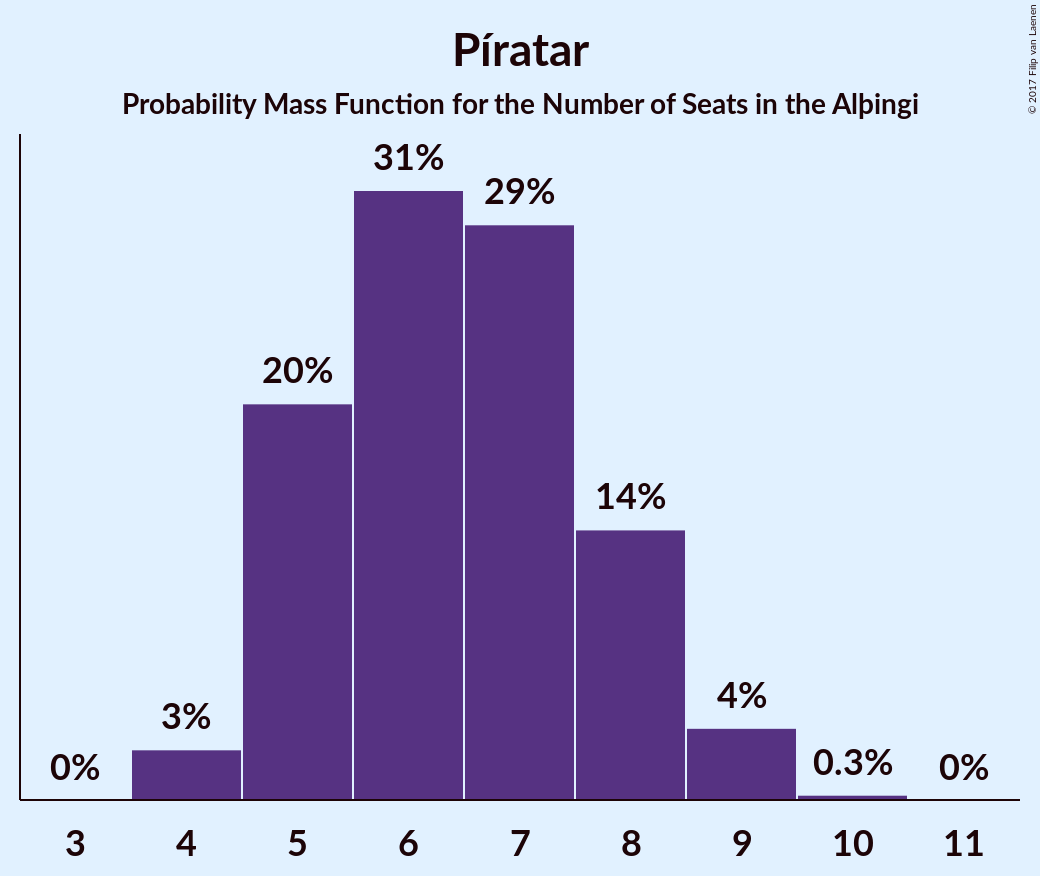 Píratar
Probability Mass Function for the Number of Seats in the Alþingi
© 2017 Filip van Laenen
31%
29%
20%
14%
3%
4%
0%
0.3%
0%
3 4 5 6 7 8 9 10 11